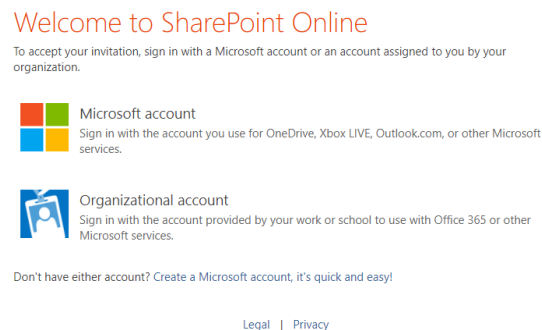 Welcome to SharePoint Online
To accept your invitation, sign in with a Microsoft account or an account assigned to you by your
organization.
Microsoft account
Sign in with the account you use for OneDrive, Xbox LIVE, Outlook.com, or other Microsoft
services.
Organizational account
Sign in with the account provided by your work or school to use with Office 365 or other
Microsoft services.
Don't have either account? Create a Microsoft account, it's quick and easy!
Legal | Privacy